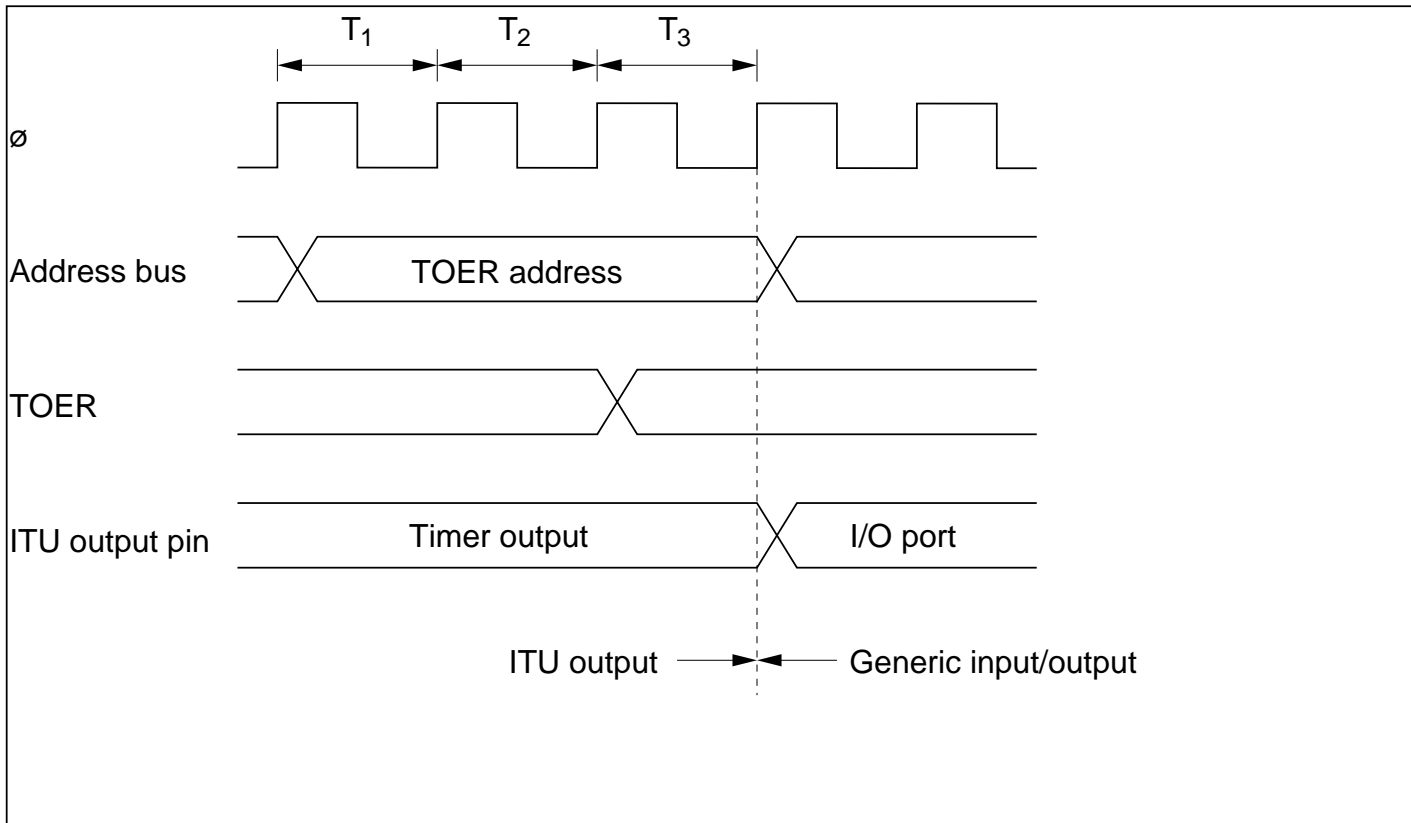 T1 T2 T3
ø
Address bus TOER address
TOER
ITU output pin Timer output I/O port
ITU output Generic input/output